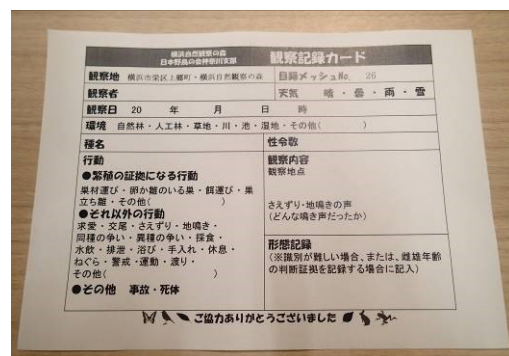 横浜自然観察の森
日本野鳥の会神奈川支部
観察記録カード
観察地 横浜市栄区上郷町・横浜自然観察の森
目録メッシュNo. 26
観察者
天気 晴・曇・雨・雪
観察日 20 年 月 日 時
環境 自然林・人工林・草地・川・池・湿地・その他( )
種名
性令数
行動
●繁殖の証拠になる行動
巣材運び・卵か雛のいる巣・餌運び・巣
立ち雛・その他( )
●それ以外の行動
求愛・交尾・さえずり・地鳴き・
同種の争い・異種の争い・採食・
水飲・排泄・浴び・手入れ・休息・
ねぐら・警戒・運動・渡り・
その他( )
●その他 事故・死体
観察内容
観察地点
さえずり・地鳴きの声
(どんな鳴き声だったか)
形態記録
(※識別が難しい場合、または、雌雄年齢
の判断証拠を記録する場合に記入)
ご協力ありがとうございました